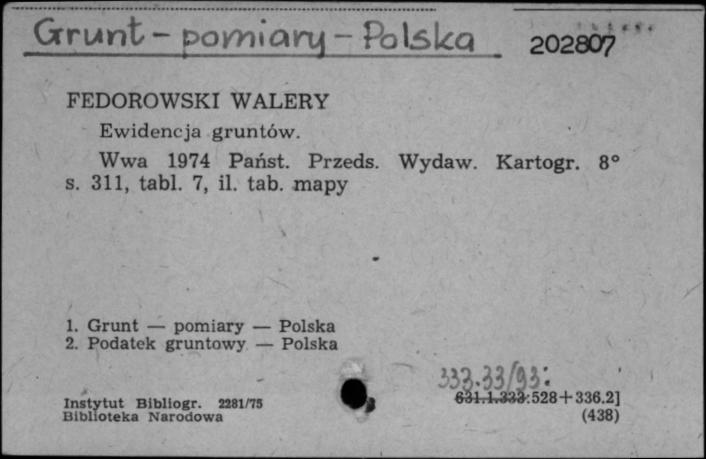 Grunt – pomiary – Polska
202807
FEDOROWSKI WALERY
Ewidencja gruntów.
Wwa 1974 Państ. Przeds. Wydaw. Kartogr. 8°
s. 311, tabl. 7, il. tab. mapy
1. Grunt — pomiary — Polska
2. Podatek gruntowy — Polska
333.33/93:
Instytut Bibliogr. 2281/75
631.1.333:528+336.2]
Biblioteka Narodowa
(438)